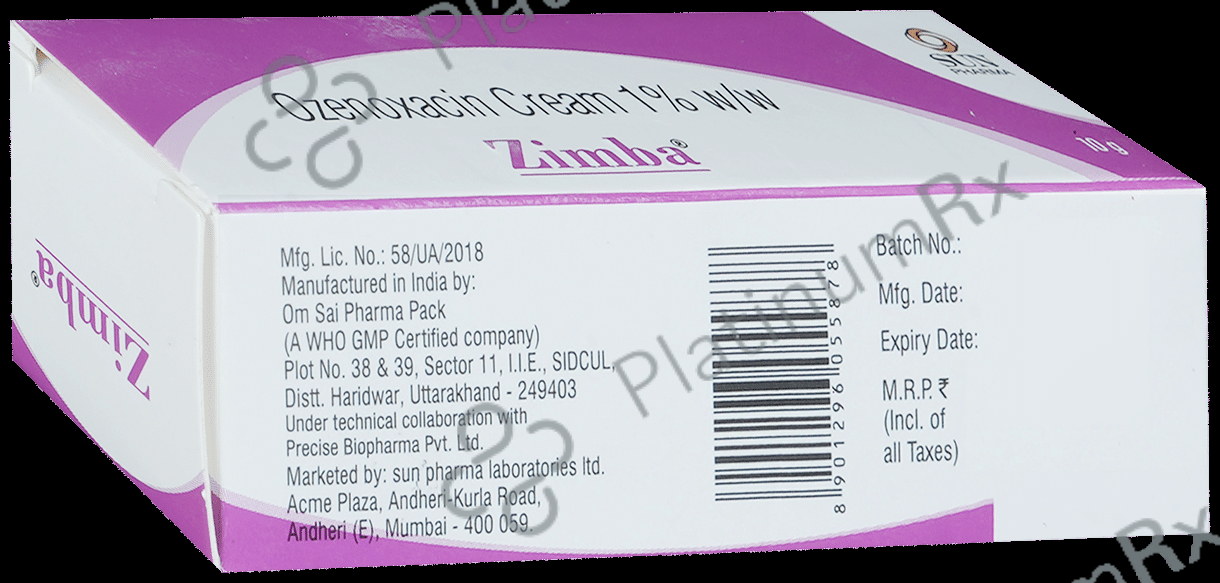 Ozenoxacin Cream 1% w/w
Zimba®
SUN
PHARMA
10 g
Zimba®
Mfg. Lic. No.: 58/UA/2018
Manufactured in India by:
Om Sai Pharma Pack
(A WHO GMP Certified company)
Plot No. 38 & 39, Sector 11, I.I.E., SIDCUL,
Distt. Haridwar, Uttarakhand - 249403
Under technical collaboration with
Precise Biopharma Pvt. Ltd.
Marketed by: sun pharma laboratories ltd.
Acme Plaza, Andheri-Kurla Road,
Andheri (E), Mumbai - 400 059.
8901296055878
Batch No.:
Mfg. Date:
Expiry Date:
M.R.P. ₹
(Incl. of
all Taxes)
PlatinumRx
PlatinumRx